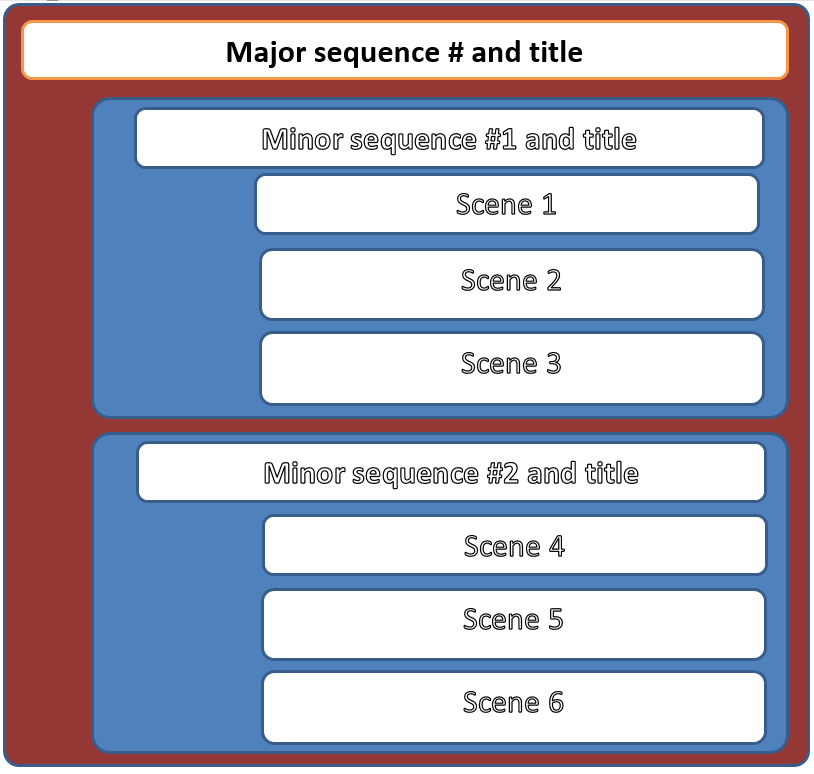 Major sequence # and title
Minor sequence #1 and title
Scene 1
Scene 2
Scene 3
Minor sequence #2 and title
Scene 4
Scene 5
Scene 6